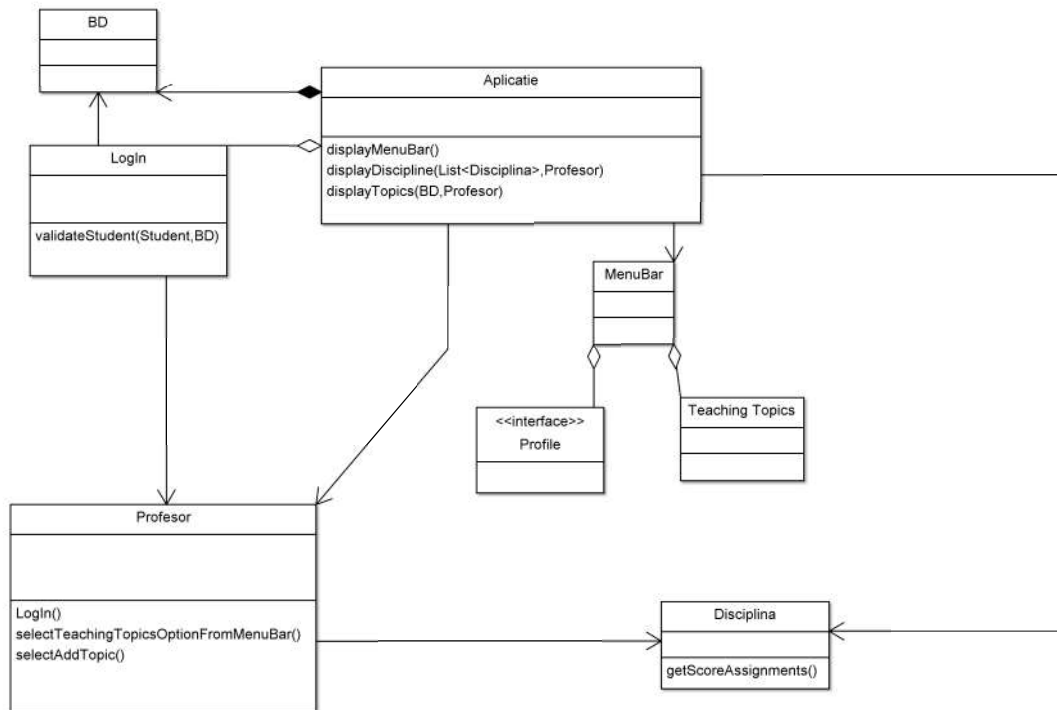 BD
Aplicatie
displayMenuBar()
displayDiscipline(List<Disciplina>,Profesor)
displayTopics(BD,Profesor)
LogIn
validateStudent(Student,BD)
MenuBar
<<interface>>
Profile
Teaching Topics
Profesor
LogIn()
selectTeachingTopicsOptionFromMenuBar()
selectAddTopic()
Disciplina
getScoreAssignments()